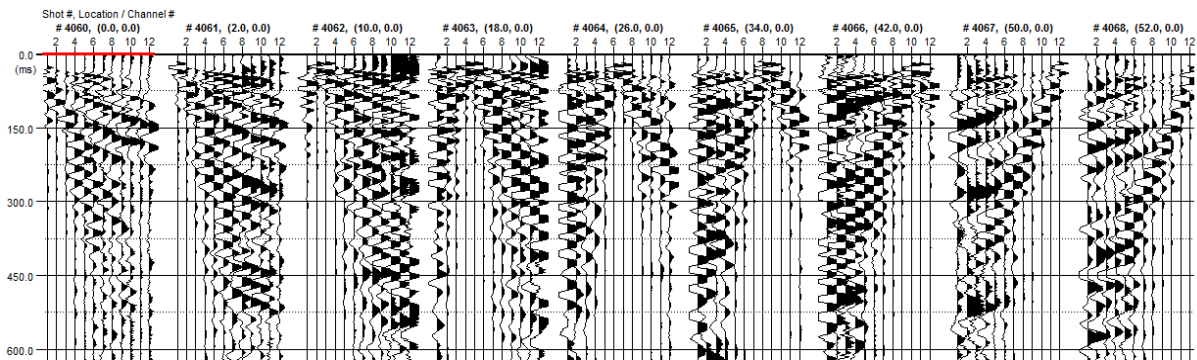 Shot #, Location / Channel #
# 4060, (0.0, 0.0) # 4061, (2.0, 0.0) # 4062, (10.0, 0.0) # 4063, (18.0, 0.0) # 4064, (26.0, 0.0) # 4065, (34.0, 0.0) # 4066, (42.0, 0.0) # 4067, (50.0, 0.0) # 4068, (52.0, 0.0)
2 4 6 8 10 12 2 4 6 8 10 12 2 4 6 8 10 12 2 4 6 8 10 12 2 4 6 8 10 12 2 4 6 8 10 12 2 4 6 8 10 12 2 4 6 8 10 12 2 4 6 8 10 12
0.0
(ms)
150.0
300.0
450.0
600.0